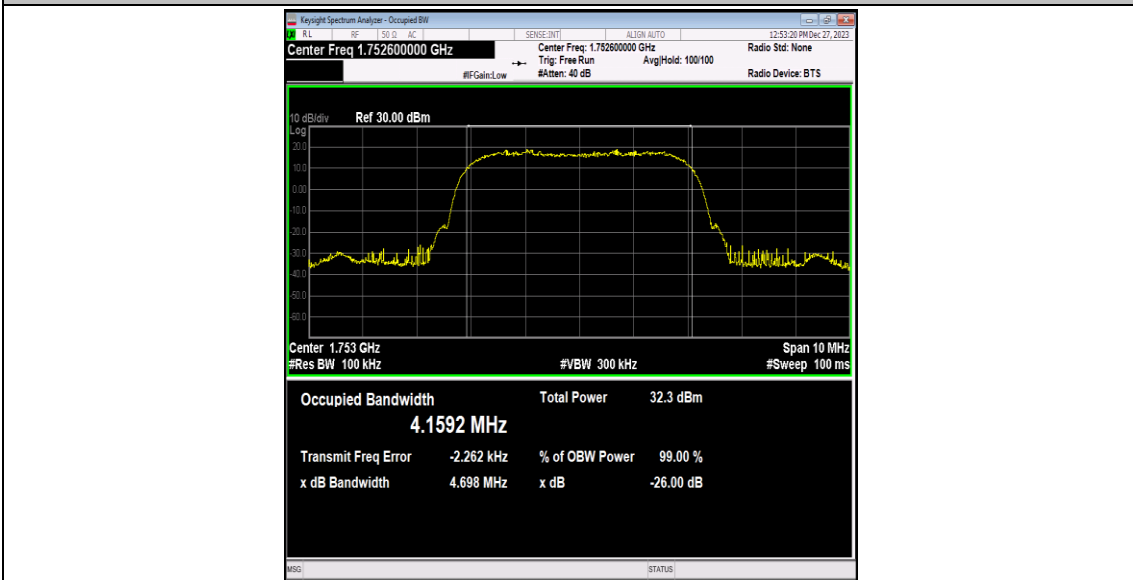 Keysight Spectrum Analyzer - Occupied BW
RL RF 50 Ω AC SENSE:INT ALIGN AUTO 12:53:20 PM Dec 27, 2023
Center Freq 1.752600000 GHz
Center Freq: 1.752600000 GHz Radio Std: None
Trig: Free Run Avg|Hold: 100/100
#IFGain:Low #Atten: 40 dB Radio Device: BTS
10 dB/div Ref 30.00 dBm
Log
20.0
10.0
0.00
-10.0
-20.0
-30.0
-40.0
-50.0
-60.0
Center 1.753 GHz Span 10 MHz
#Res BW 100 kHz #VBW 300 kHz #Sweep 100 ms
Occupied Bandwidth Total Power 32.3 dBm
4.1592 MHz
Transmit Freq Error -2.262 kHz % of OBW Power 99.00 %
x dB Bandwidth 4.698 MHz x dB -26.00 dB
MSG STATUS